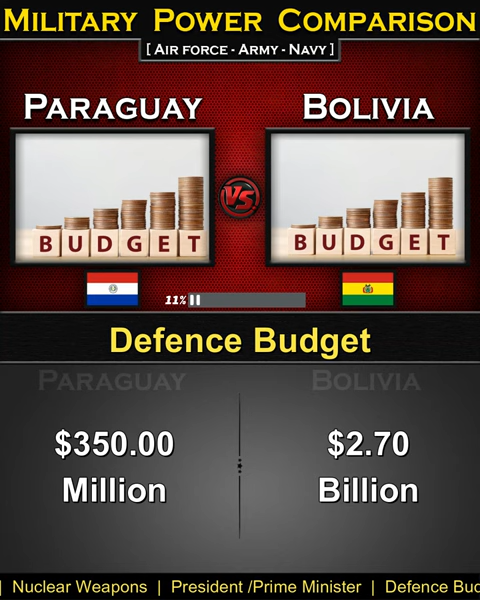 Military Power Comparison
[ Air force - Army - Navy ]
Paraguay
Bolivia
BUDGET
VS
BUDGET
11%
Defence Budget
Paraguay
Bolivia
$350.00
Million
$2.70
Billion
| Nuclear Weapons | President /Prime Minister | Defence Bud